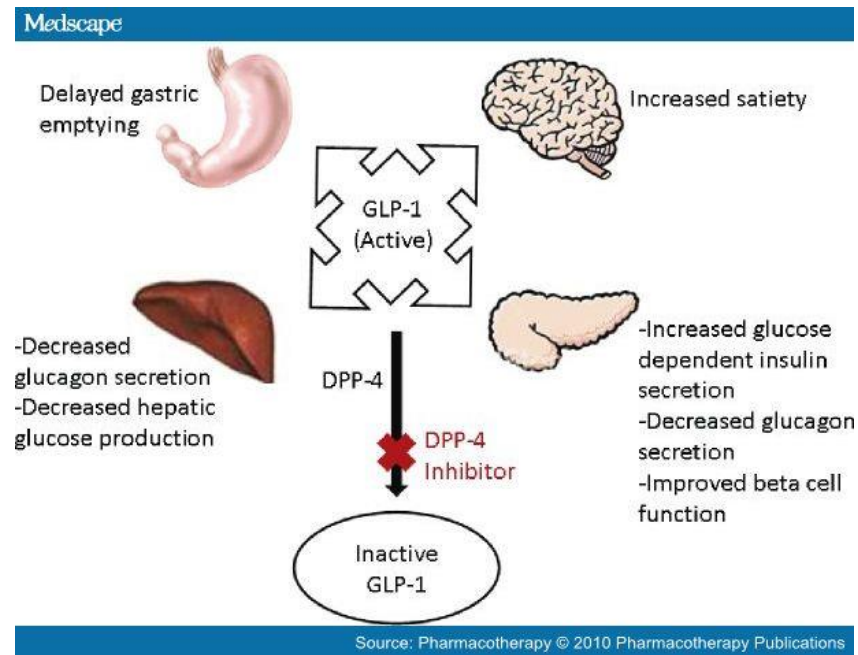 Medscape
Delayed gastric
emptying
Increased satiety
GLP-1
(Active)
-Decreased
glucagon secretion
-Decreased hepatic
glucose production
-Increased glucose
dependent insulin
secretion
-Decreased glucagon
secretion
-Improved beta cell
function
DPP-4
DPP-4
Inhibitor
Inactive
GLP-1
Source: Pharmacotherapy © 2010 Pharmacotherapy Publications